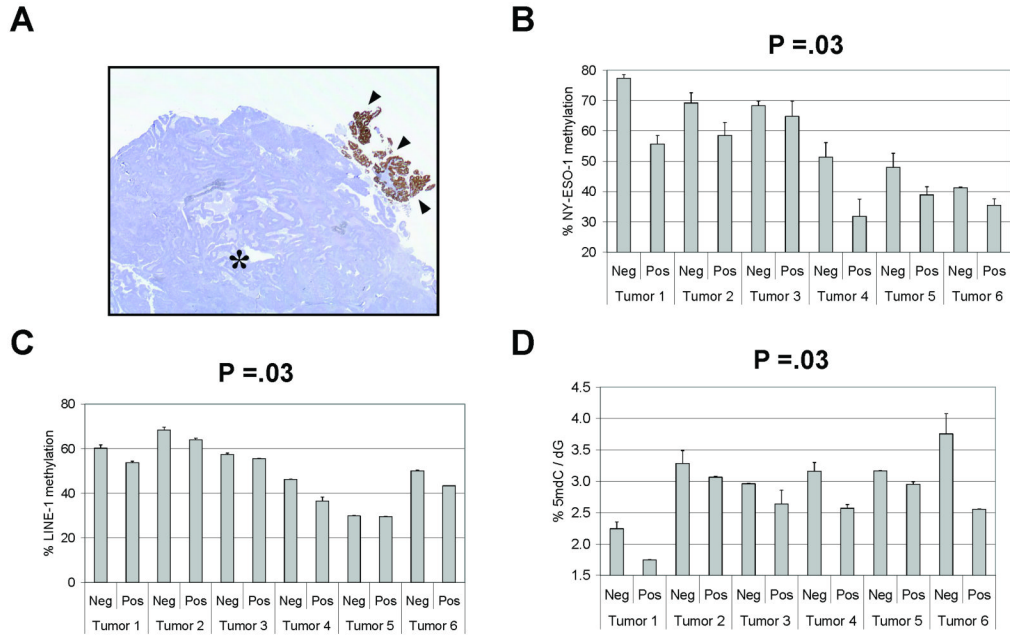 A
*
B
P =.03
% NY-ESO-1 methylation
80
70
60
50
40
30
20
Neg Pos Neg Pos Neg Pos Neg Pos Neg Pos Neg Pos
Tumor 1 Tumor 2 Tumor 3 Tumor 4 Tumor 5 Tumor 6
C
P =.03
% LINE-1 methylation
80
60
40
20
0
Neg Pos Neg Pos Neg Pos Neg Pos Neg Pos Neg Pos
Tumor 1 Tumor 2 Tumor 3 Tumor 4 Tumor 5 Tumor 6
D
P =.03
% 5mdC / dG
4.5
4.0
3.5
3.0
2.5
2.0
1.5
Neg Pos Neg Pos Neg Pos Neg Pos Neg Pos Neg Pos
Tumor 1 Tumor 2 Tumor 3 Tumor 4 Tumor 5 Tumor 6